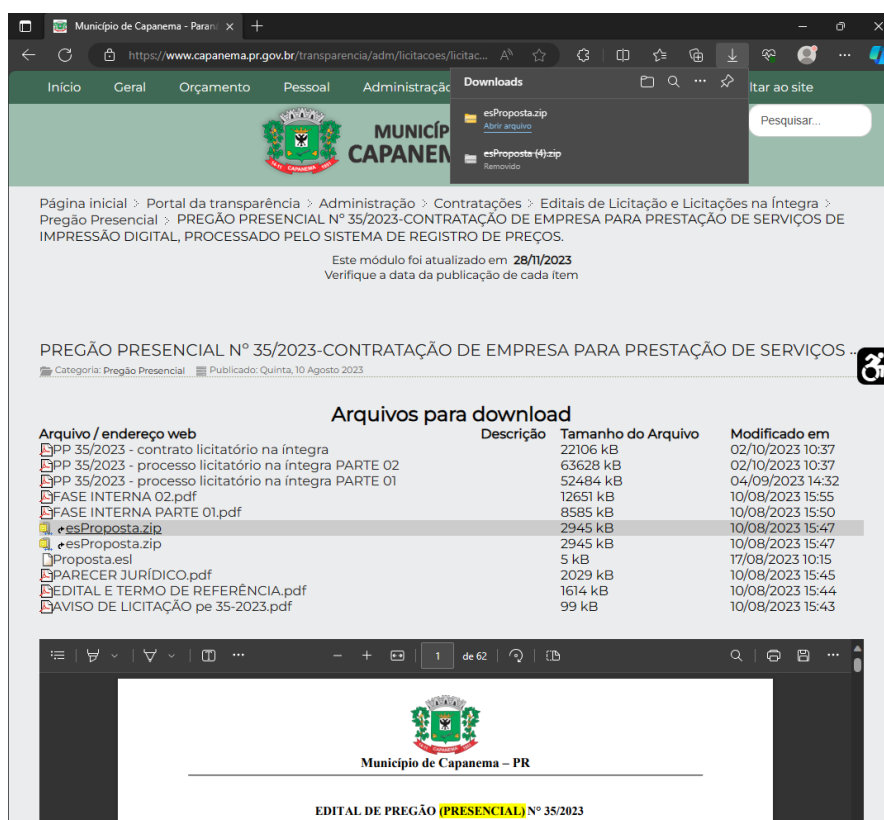 Município de Capanema - Paraná
https://www.capanema.pr.gov.br/transparencia/adm/licitacoes/licitac...
Início Geral Orçamento Pessoal Administração
ltar ao site
Downloads
esProposta.zip
Abrir arquivo
esProposta (4).zip
Removido
MUNICÍP
CAPANEM
Pesquisar...
Página inicial > Portal da transparência > Administração > Contratações > Editais de Licitação e Licitações na Íntegra >
Pregão Presencial > PREGÃO PRESENCIAL Nº 35/2023-CONTRATAÇÃO DE EMPRESA PARA PRESTAÇÃO DE SERVIÇOS DE
IMPRESSÃO DIGITAL, PROCESSADO PELO SISTEMA DE REGISTRO DE PREÇOS.
Este módulo foi atualizado em 28/11/2023
Verifique a data da publicação de cada ítem
PREGÃO PRESENCIAL Nº 35/2023-CONTRATAÇÃO DE EMPRESA PARA PRESTAÇÃO DE SERVIÇOS ...
Categoria: Pregão Presencial Publicado: Quinta, 10 Agosto 2023
Arquivos para download
Arquivo / endereço web Descrição Tamanho do Arquivo Modificado em
PP 35/2023 - contrato licitatório na íntegra 22106 kB 02/10/2023 10:37
PP 35/2023 - processo licitatório na íntegra PARTE 02 63628 kB 02/10/2023 10:37
PP 35/2023 - processo licitatório na íntegra PARTE 01 52484 kB 04/09/2023 14:32
FASE INTERNA 02.pdf 12651 kB 10/08/2023 15:55
FASE INTERNA PARTE 01.pdf 8585 kB 10/08/2023 15:50
esProposta.zip 2945 kB 10/08/2023 15:47
esProposta.zip 2945 kB 10/08/2023 15:47
Proposta.esl 5 kB 17/08/2023 10:15
PARECER JURÍDICO.pdf 2029 kB 10/08/2023 15:45
EDITAL E TERMO DE REFERÊNCIA.pdf 1614 kB 10/08/2023 15:44
AVISO DE LICITAÇÃO pe 35-2023.pdf 99 kB 10/08/2023 15:43
1 de 62
Município de Capanema – PR
EDITAL DE PREGÃO (PRESENCIAL) Nº 35/2023